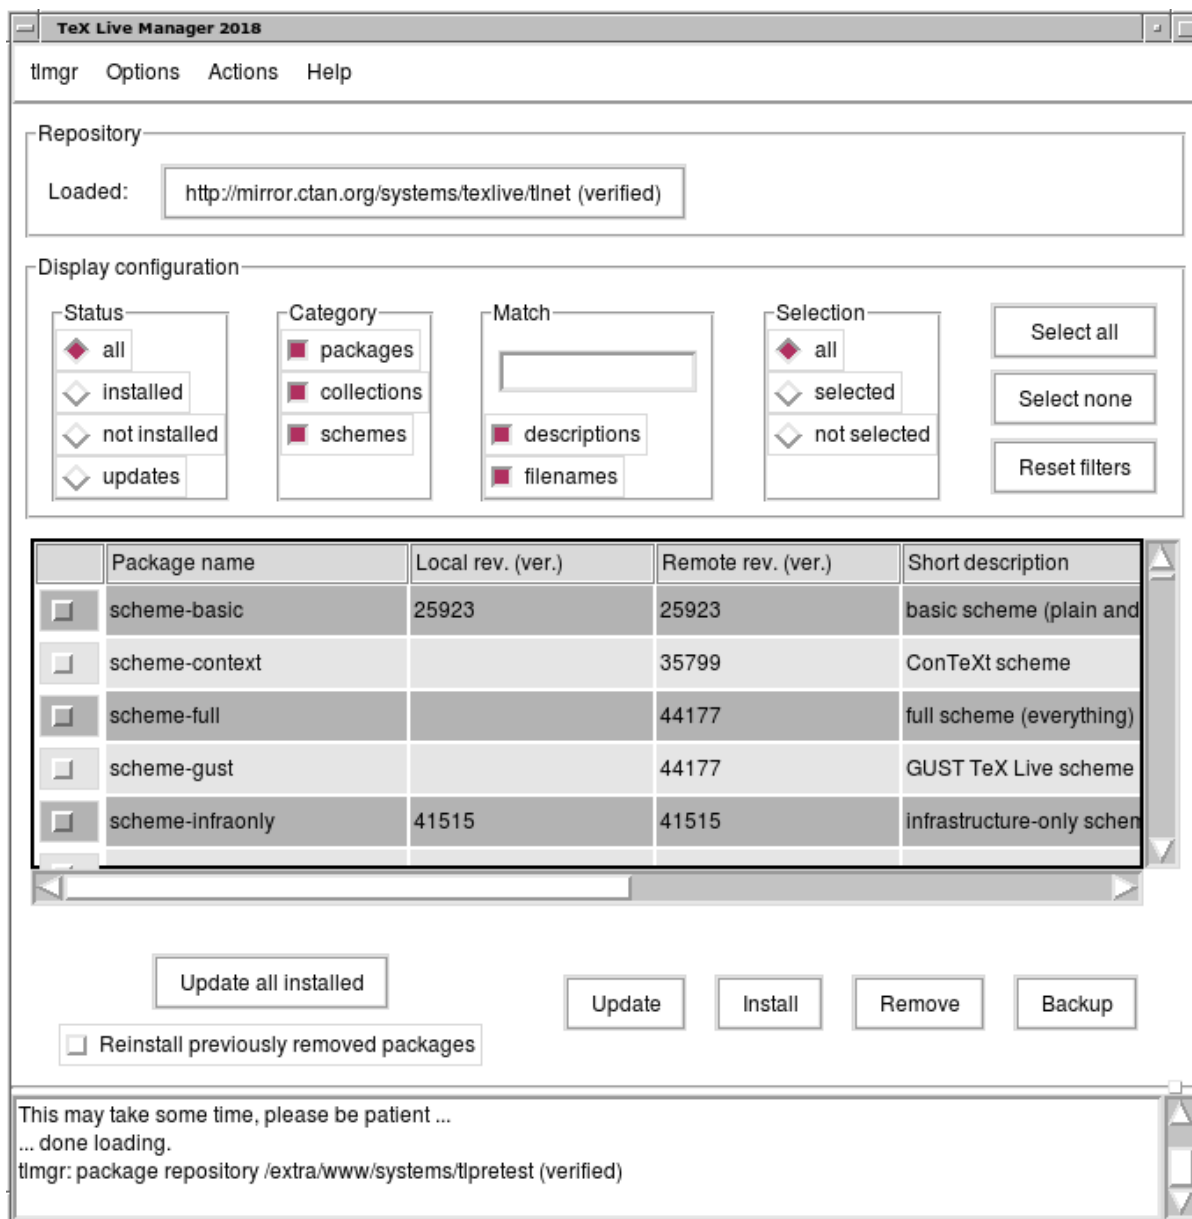 TeX Live Manager 2018
tlmgr Options Actions Help
Repository
Loaded: http://mirror.ctan.org/systems/texlive/tlnet (verified)
Display configuration
Status Category Match Selection
all packages all Select all
installed collections selected Select none
not installed schemes descriptions not selected
updates filenames Reset filters
Package name Local rev. (ver.) Remote rev. (ver.) Short description
scheme-basic 25923 25923 basic scheme (plain and
scheme-context 35799 ConTeXt scheme
scheme-full 44177 full scheme (everything)
scheme-gust 44177 GUST TeX Live scheme
scheme-infraonly 41515 41515 infrastructure-only schem
Update all installed Update Install Remove Backup
Reinstall previously removed packages
This may take some time, please be patient ...
... done loading.
tlmgr: package repository /extra/www/systems/tlpretest (verified)